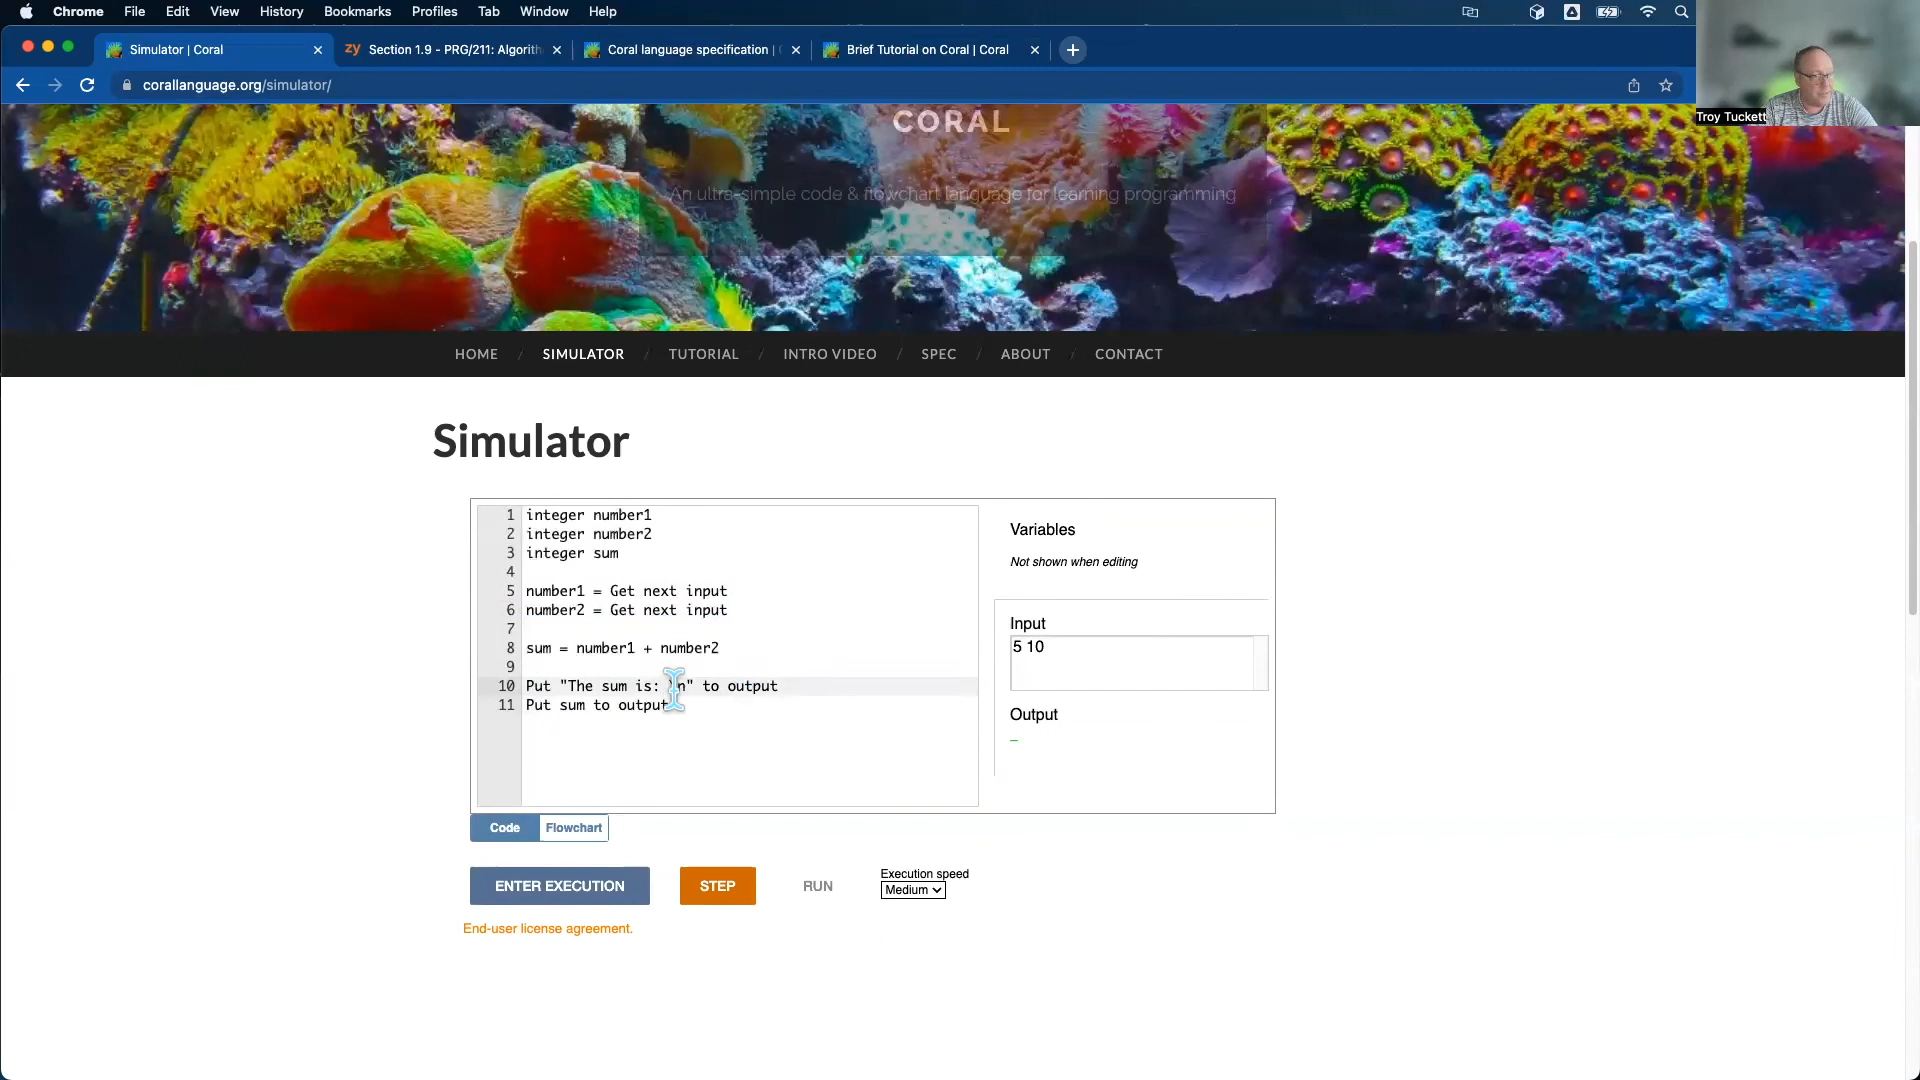 Chrome File Edit View History Bookmarks Profiles Tab Window Help
Simulator | Coral
zy Section 1.9 - PRG/211: Algorith
Coral language specification |
Brief Tutorial on Coral | Coral
corallanguage.org/simulator/
Troy Tuckett
CORAL
An ultra-simple code & flowchart language for learning programming
HOME / SIMULATOR / TUTORIAL / INTRO VIDEO / SPEC / ABOUT / CONTACT
Simulator
1 integer number1
2 integer number2
3 integer sum
4
5 number1 = Get next input
6 number2 = Get next input
7
8 sum = number1 + number2
9
10 Put "The sum is: \n" to output
11 Put sum to output
Variables
Not shown when editing
Input
5 10
Output
Code Flowchart
ENTER EXECUTION STEP RUN
Execution speed
Medium
End-user license agreement.